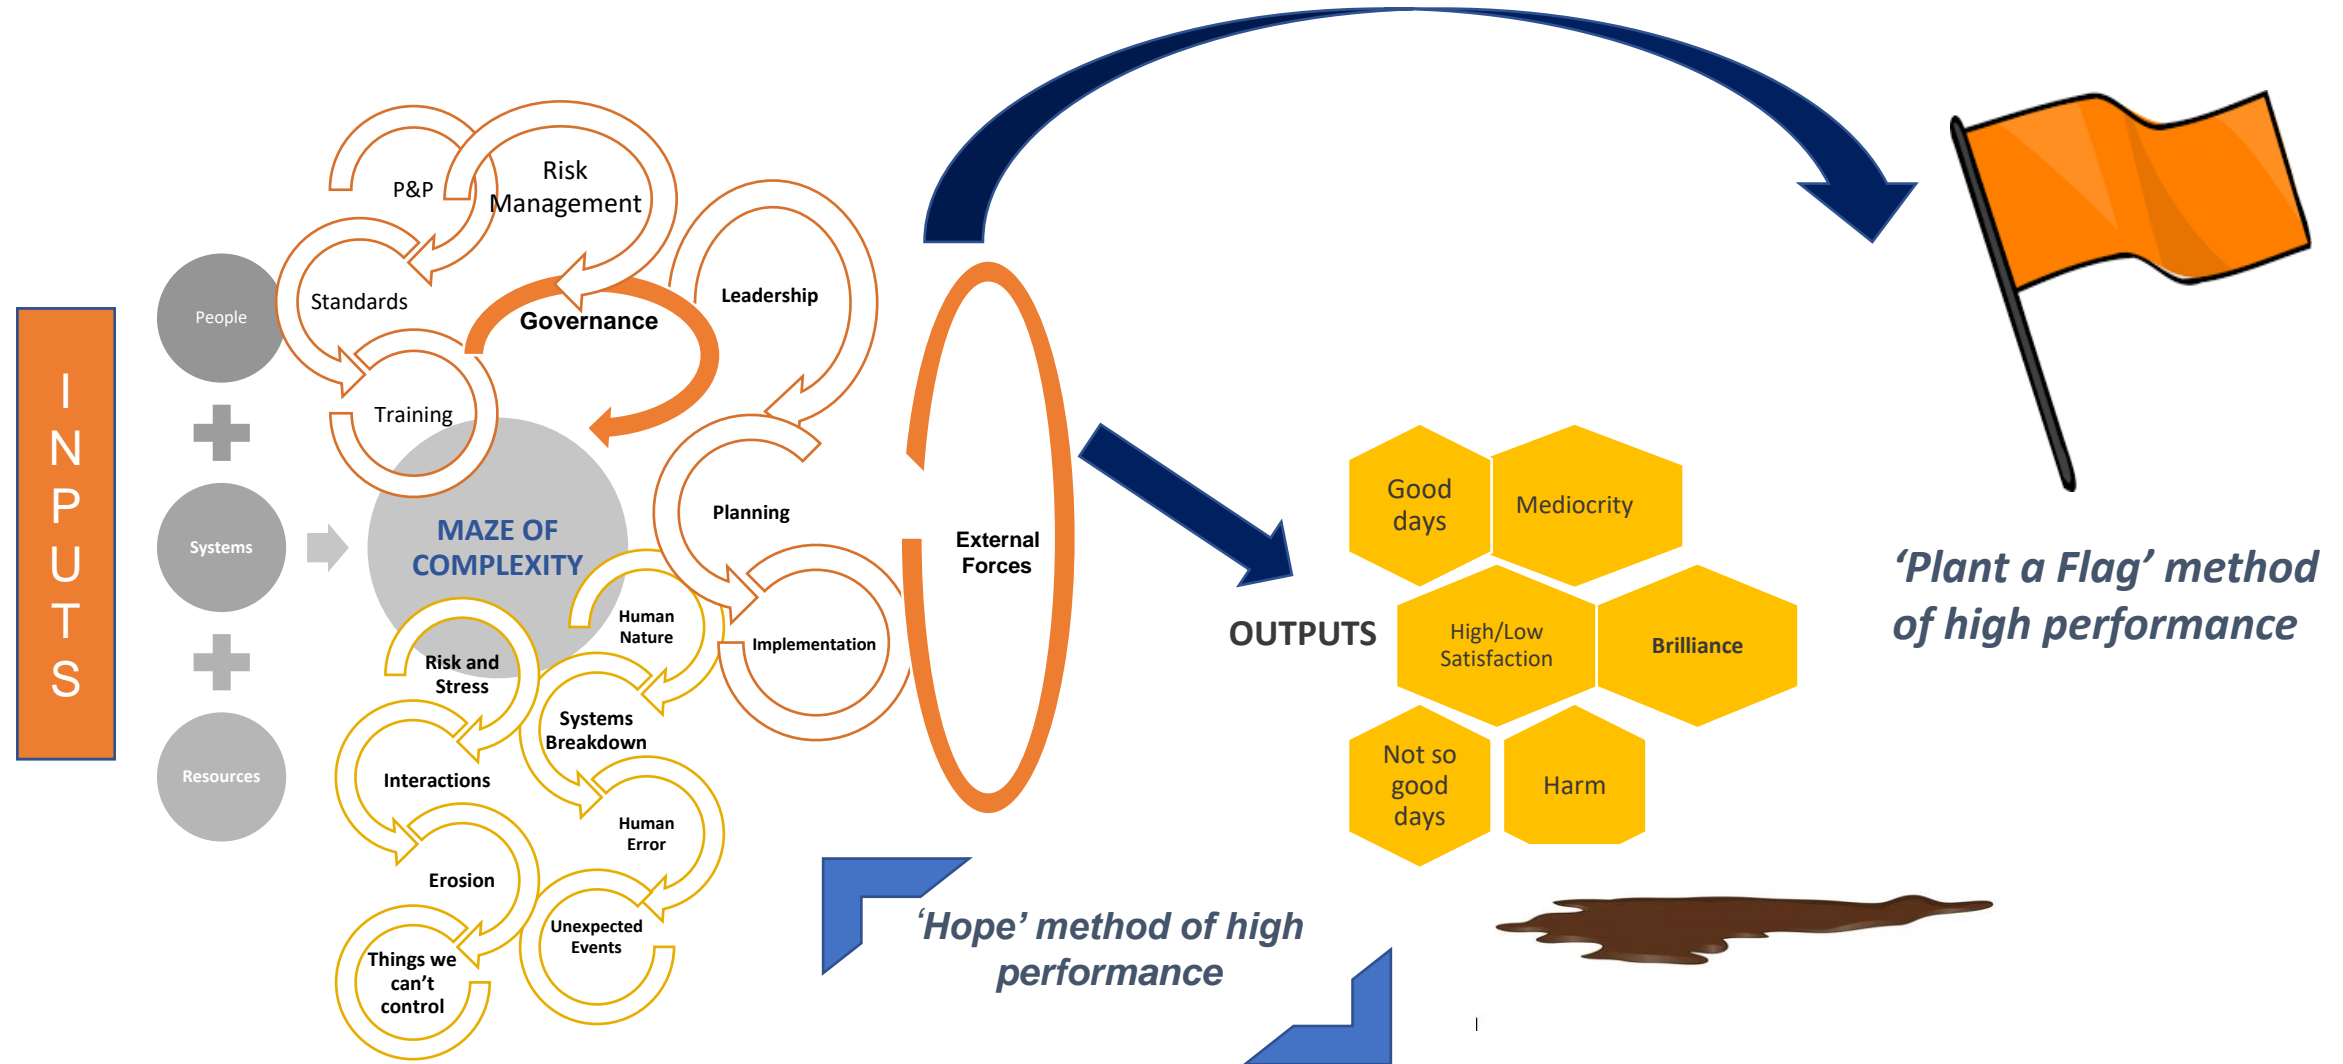 INPUTS
People
Systems
Resources
P&P
Risk
Management
Standards
Training
Governance
Leadership
Planning
Implementation
External
Forces
MAZE OF
COMPLEXITY
Human
Nature
Risk and
Stress
Systems
Breakdown
Interactions
Human
Error
Erosion
Unexpected
Events
Things we
can’t
control
‘Hope’ method of high
performance
OUTPUTS
Good
days
Mediocrity
High/Low
Satisfaction
Brilliance
Not so
good
days
Harm
‘Plant a Flag’ method
of high performance